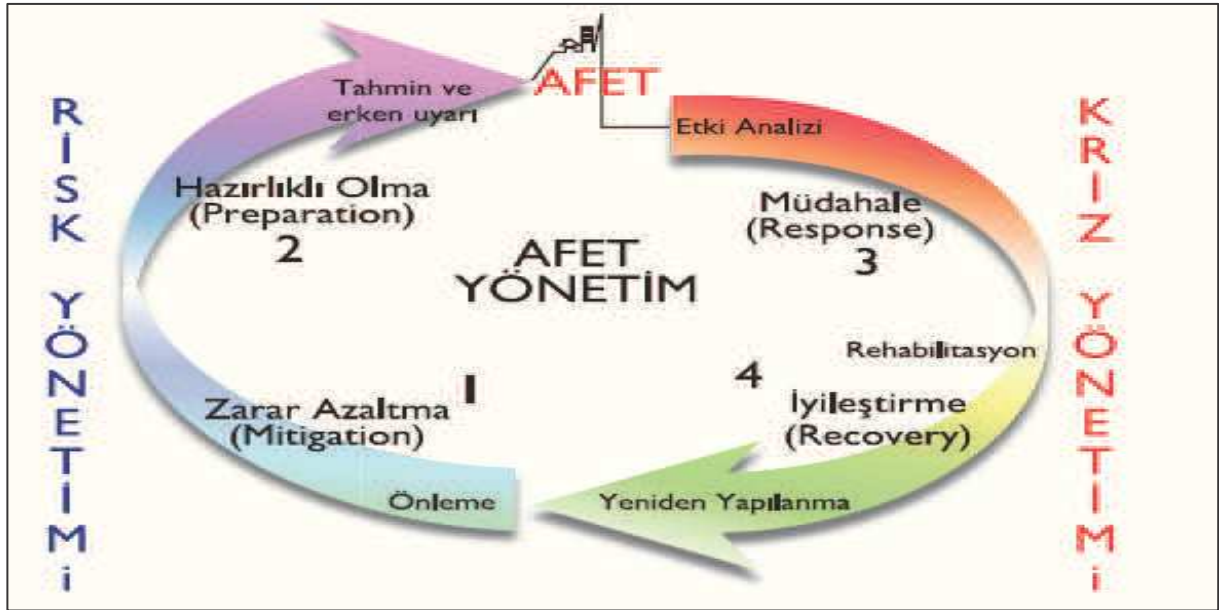 RİSK YÖNETİMİ
Tahmin ve
erken uyarı
AFET
Etki Analizi
Hazırlıklı Olma
(Preparation)
2
AFET
YÖNETİM
Müdahale
(Response)
3
Rehabilitasyon
1
Zarar Azaltma
(Mitigation)
Önleme
4
İyileştirme
(Recovery)
Yeniden Yapılanma
KRİZ YÖNETİMİ